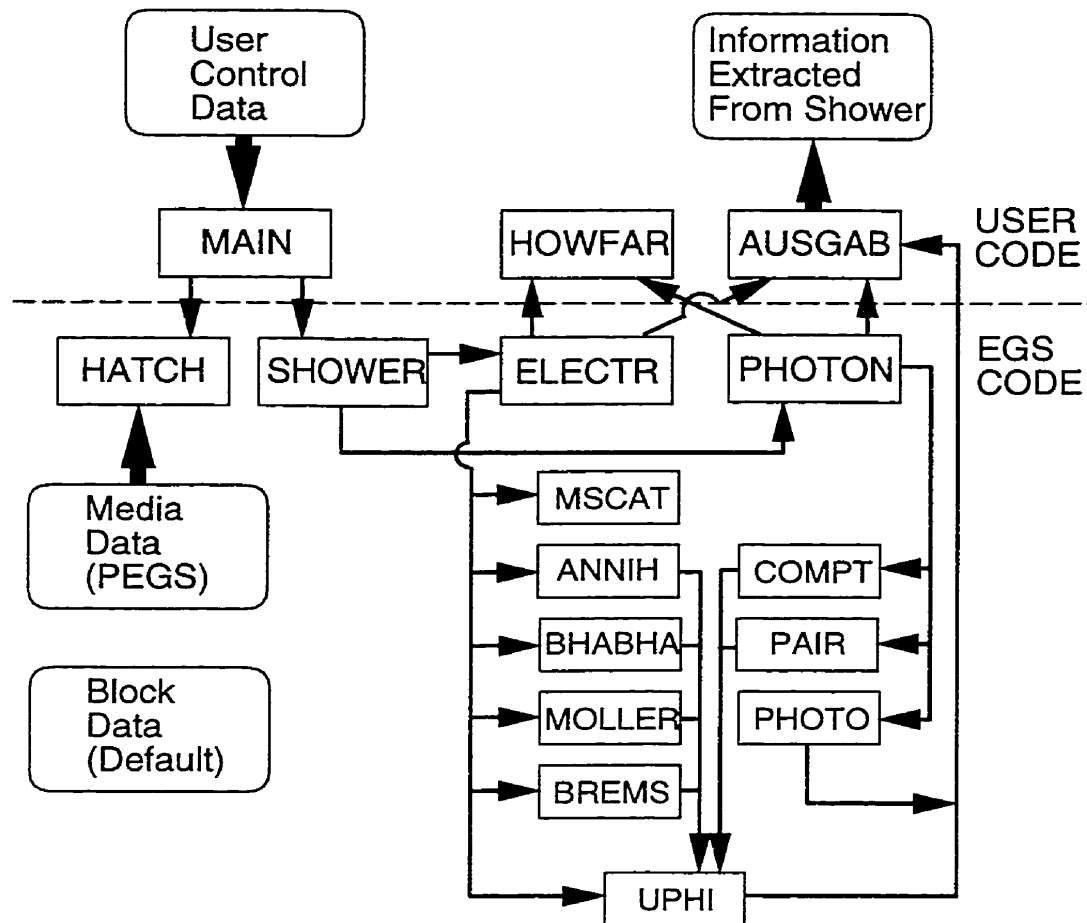 User
Control
Data
Information
Extracted
From Shower
MAIN
HOWFAR
AUSGAB
USER
CODE
HATCH
SHOWER
ELECTR
PHOTON
EGS
CODE
Media
Data
(PEGS)
MSCAT
ANNIH
COMPT
BHABHA
PAIR
Block
Data
(Default)
MOLLER
PHOTO
BREMS
UPHI